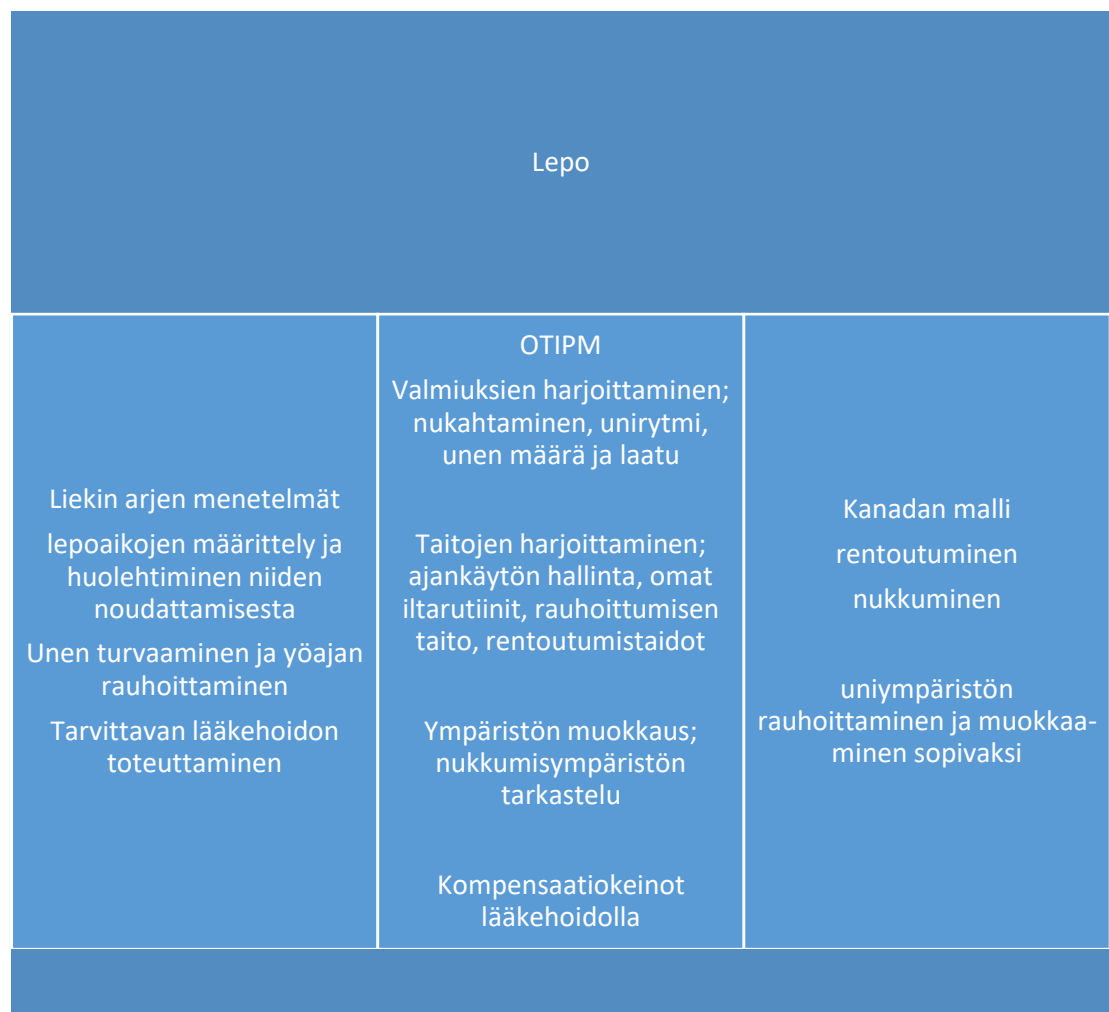 Lepo
Liekin arjen menetelmät
lepoaikojen määrittely ja
huolehtiminen niiden
noudattamisesta
Unen turvaaminen ja yöajan
rauhoittaminen
Tarvittavan lääkehoidon
toteuttaminen
OTIPM
Valmiuksien harjoittaminen;
nukahtaminen, unirytmi,
unen määrä ja laatu
Taitojen harjoittaminen;
ajankäytön hallinta, omat
iltarutiinit, rauhoittumisen
taito, rentoutumistaidot
Ympäristön muokkaus;
nukkumisympäristön
tarkastelu
Kompensaatiokeinot
lääkehoidolla
Kanadan malli
rentoutuminen
nukkuminen
uniympäristön
rauhoittaminen ja muokkaa-
minen sopivaksi